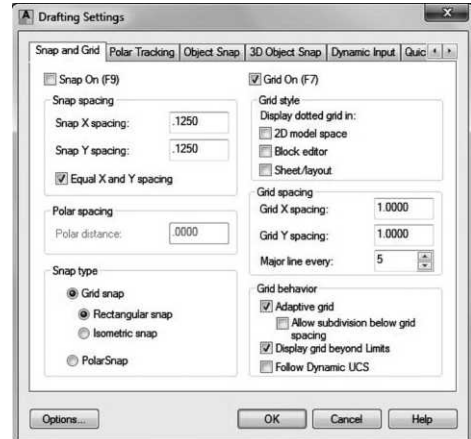 Drafting Settings
Snap and Grid Polar Tracking Object Snap 3D Object Snap Dynamic Input Quic
Snap On (F9)
Snap spacing
Snap X spacing: .1250
Snap Y spacing: .1250
Equal X and Y spacing
Polar spacing
Polar distance: .0000
Snap type
Grid snap
Rectangular snap
Isometric snap
PolarSnap
Grid On (F7)
Grid style
Display dotted grid in:
2D model space
Block editor
Sheet/layout
Grid spacing
Grid X spacing: 1.0000
Grid Y spacing: 1.0000
Major line every: 5
Grid behavior
Adaptive grid
Allow subdivision below grid
spacing
Display grid beyond Limits
Follow Dynamic UCS
Options... OK Cancel Help